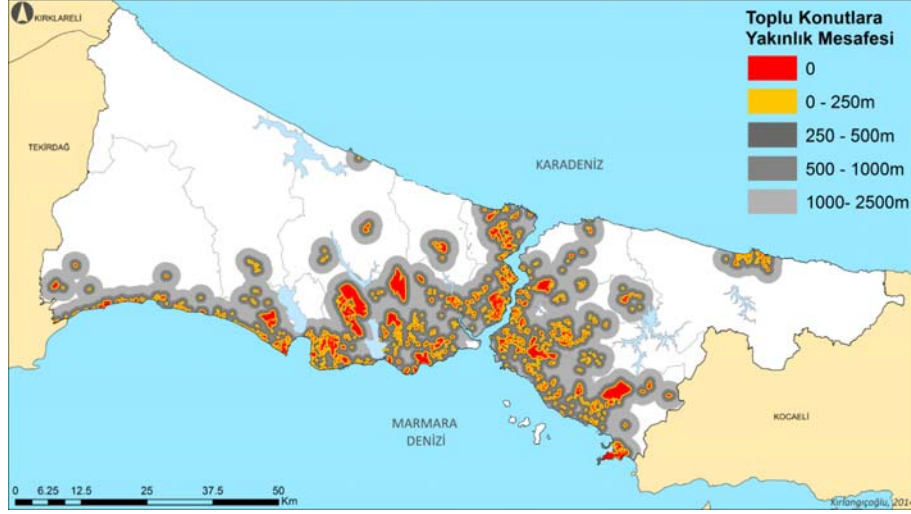 KIRKLARELİ
Toplu Konutlara
Yakınlık Mesafesi
0
0 - 250m
250 - 500m
500 - 1000m
1000- 2500m
TEKİRDAĞ
KARADENİZ
MARMARA
DENİZİ
KOCAELİ
0 6.25 12.5 25 37.5 50
Km
Kırlangıçoğlu, 2014